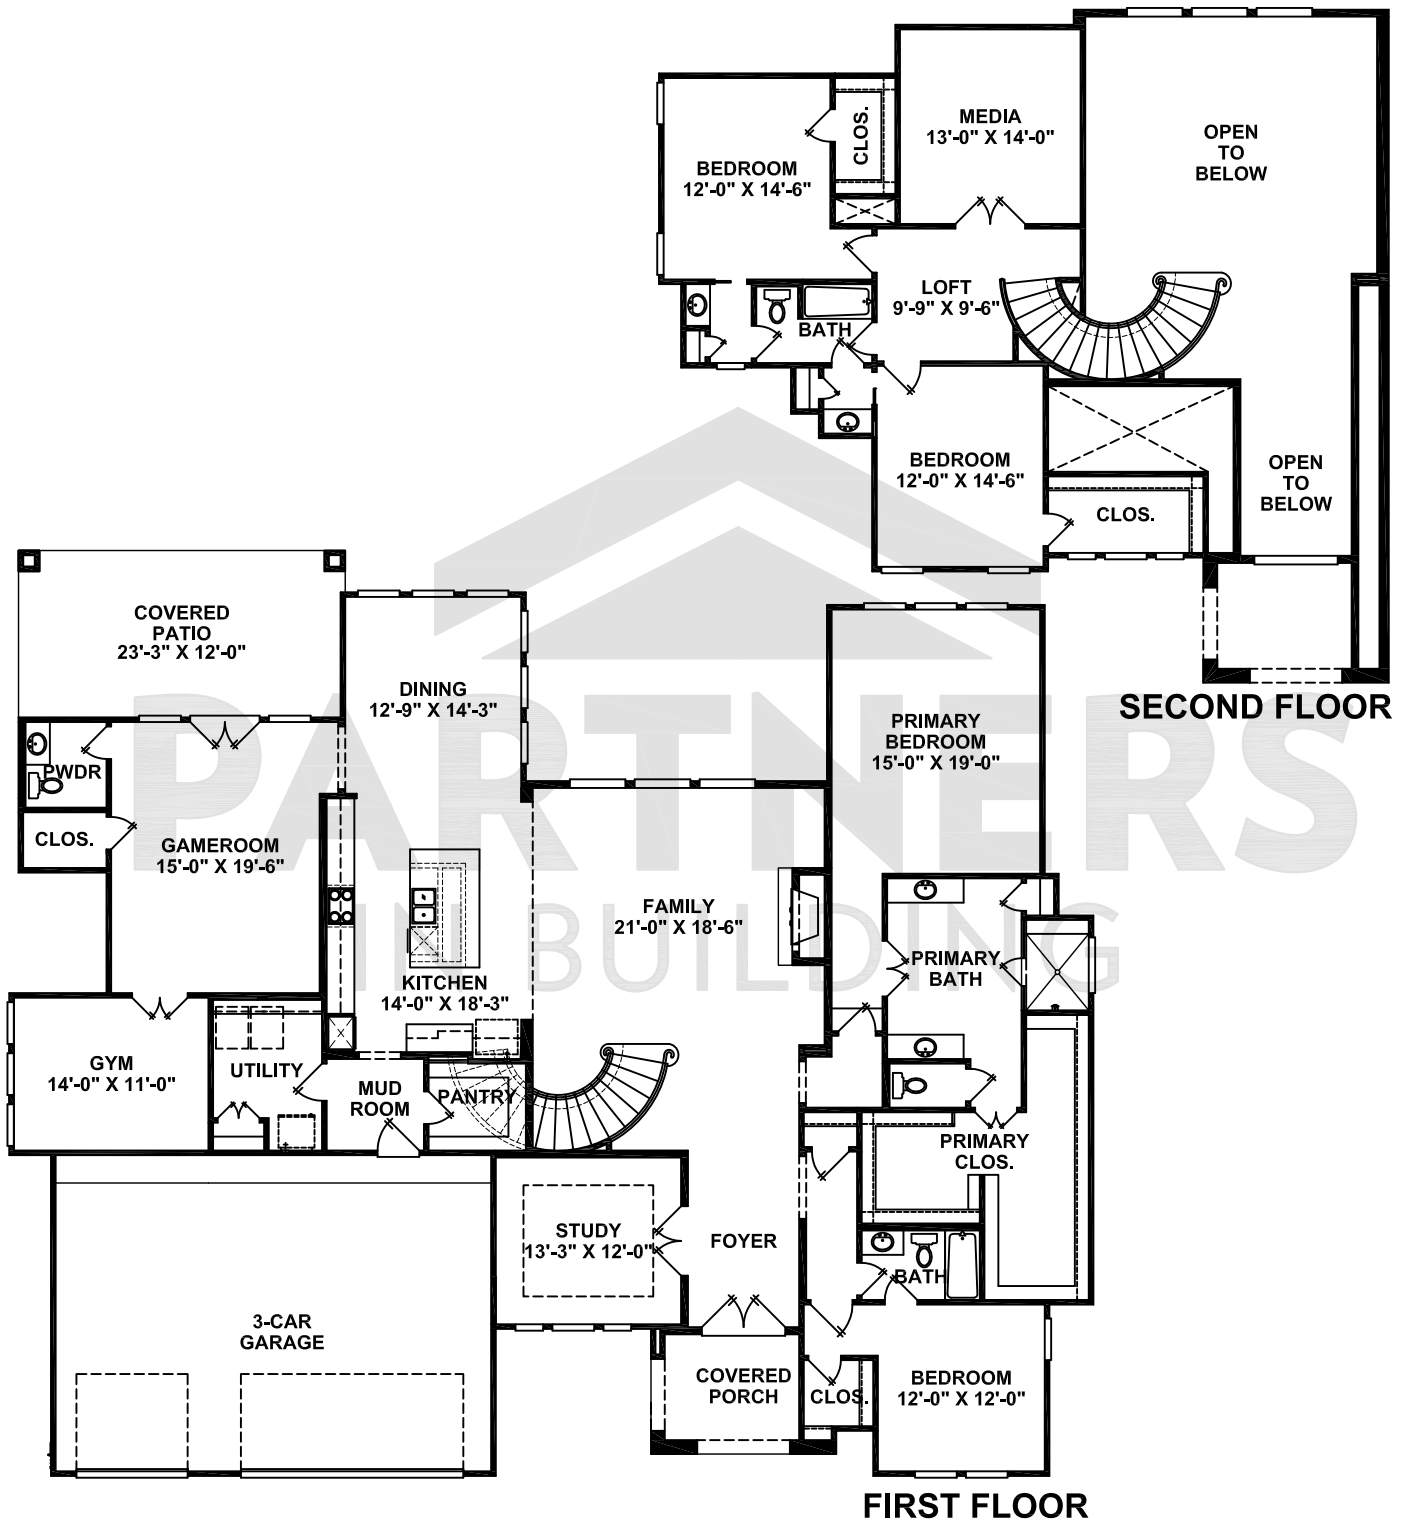 MEDIA
13'-0" X 14'-0"
OPEN
TO
BELOW
CLOS.
BEDROOM
12'-0" X 14'-6"
LOFT
9'-9" X 9'-6"
BATH
BEDROOM
12'-0" X 14'-6"
OPEN
TO
BELOW
CLOS.
SECOND FLOOR
COVERED
PATIO
23'-3" X 12'-0"
DINING
12'-9" X 14'-3"
PRIMARY
BEDROOM
15'-0" X 19'-0"
PWDR
CLOS.
GAMEROOM
15'-0" X 19'-6"
FAMILY
21'-0" X 18'-6"
KITCHEN
14'-0" X 18'-3"
PRIMARY
BATH
GYM
14'-0" X 11'-0"
UTILITY
MUD
ROOM
PANTRY
PRIMARY
CLOS.
STUDY
13'-3" X 12'-0"
FOYER
BATH
3-CAR
GARAGE
COVERED
PORCH
CLOS.
BEDROOM
12'-0" X 12'-0"
FIRST FLOOR
PARTNERS
IN BUILDING